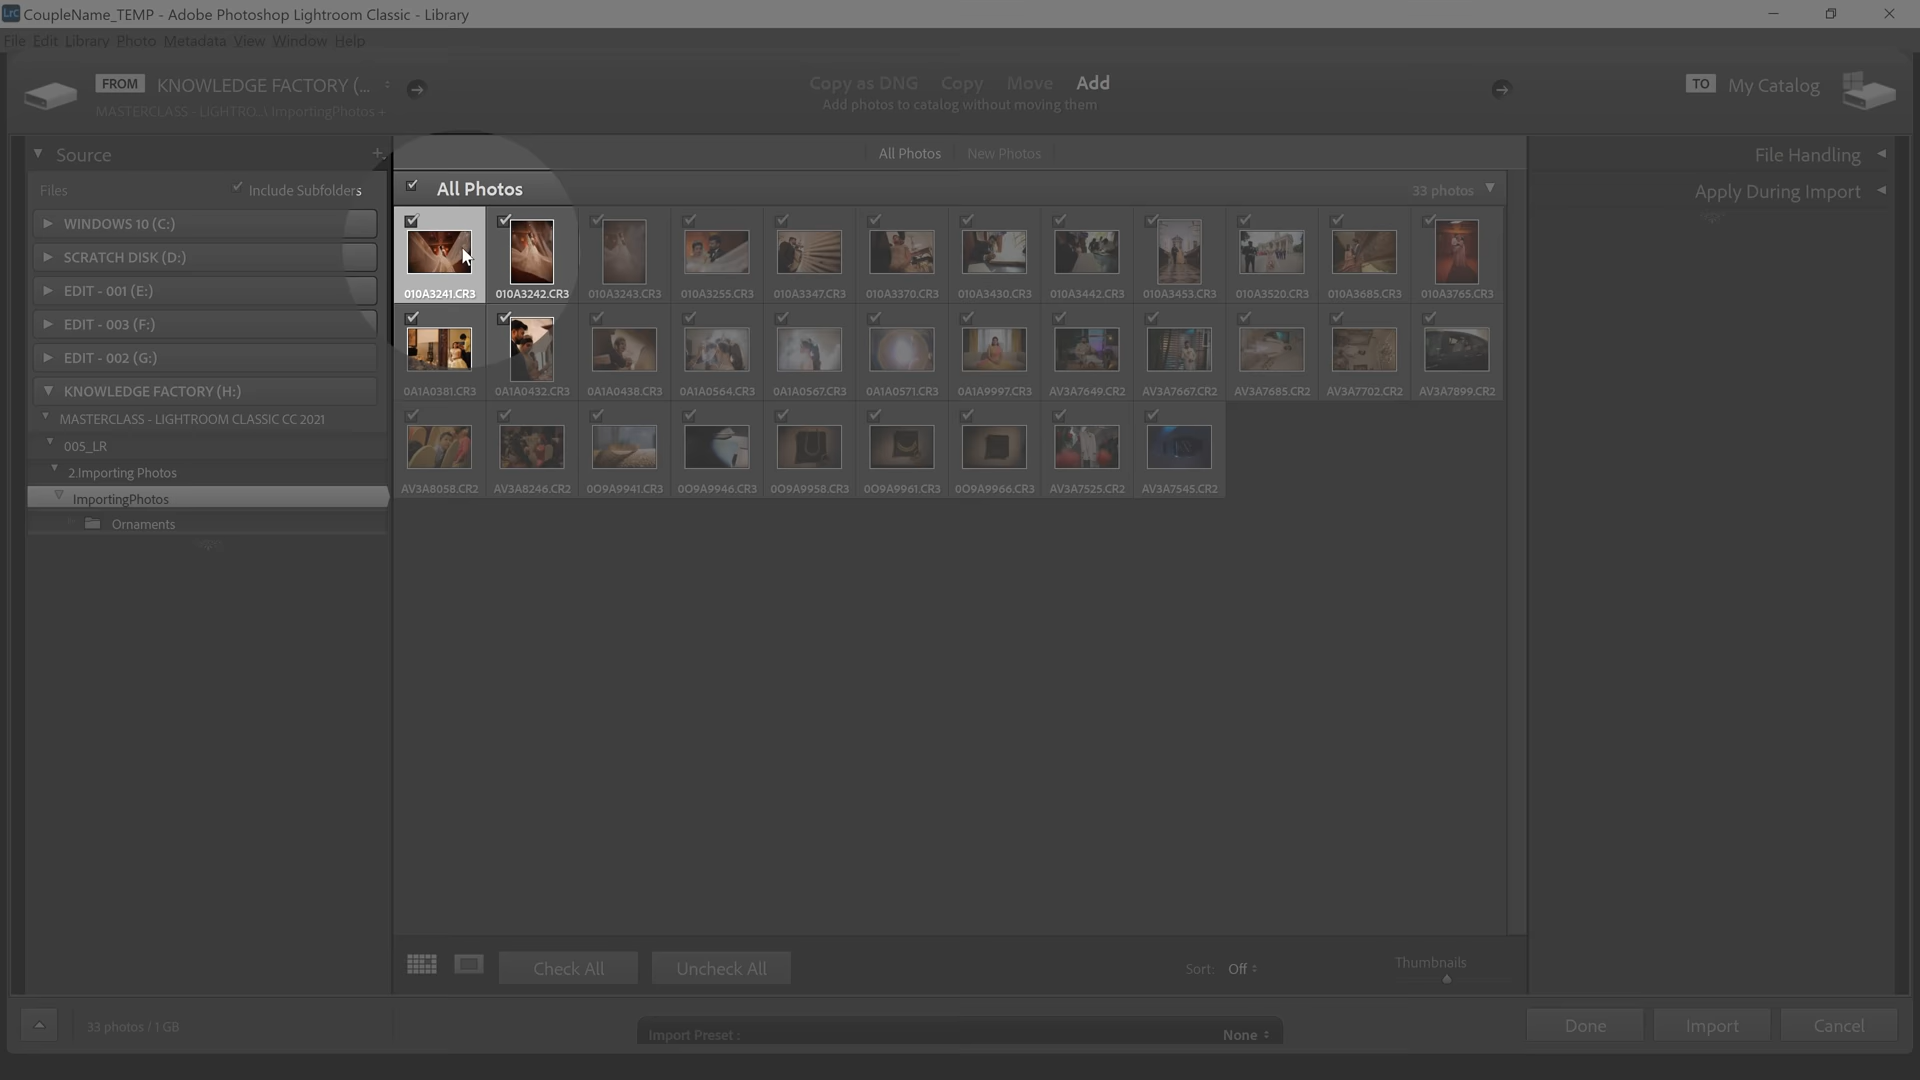 LrC CoupleName_TEMP - Adobe Photoshop Lightroom Classic - Library
File Edit Library Photo Metadata View Window Help
FROM KNOWLEDGE FACTORY (...
MASTERCLASS - LIGHTRO...\ ImportingPhotos +
Copy as DNG Copy Move Add
Add photos to catalog without moving them
TO My Catalog
Source +
All Photos New Photos
File Handling
Files Include Subfolders
All Photos 33 photos
Apply During Import
WINDOWS 10 (C:)
SCRATCH DISK (D:)
EDIT - 001 (E:)
EDIT - 003 (F:)
EDIT - 002 (G:)
KNOWLEDGE FACTORY (H:)
MASTERCLASS - LIGHTROOM CLASSIC CC 2021
005_LR
2.Importing Photos
ImportingPhotos
Ornaments
010A3241.CR3 010A3242.CR3 010A3243.CR3 010A3255.CR3 010A3347.CR3 010A3370.CR3 010A3430.CR3 010A3442.CR3 010A3453.CR3 010A3520.CR3 010A3685.CR3 010A3765.CR3
0A1A0381.CR3 0A1A0432.CR3 0A1A0438.CR3 0A1A0564.CR3 0A1A0567.CR3 0A1A0571.CR3 0A1A9997.CR3 AV3A7649.CR2 AV3A7667.CR2 AV3A7685.CR2 AV3A7702.CR2 AV3A7899.CR2
AV3A8058.CR2 AV3A8246.CR2 0O9A9941.CR3 0O9A9946.CR3 0O9A9958.CR3 0O9A9961.CR3 0O9A9966.CR3 AV3A7525.CR2 AV3A7545.CR2
Check All Uncheck All Sort: Off Thumbnails
33 photos / 1 GB
Import Preset : None
Done Import Cancel